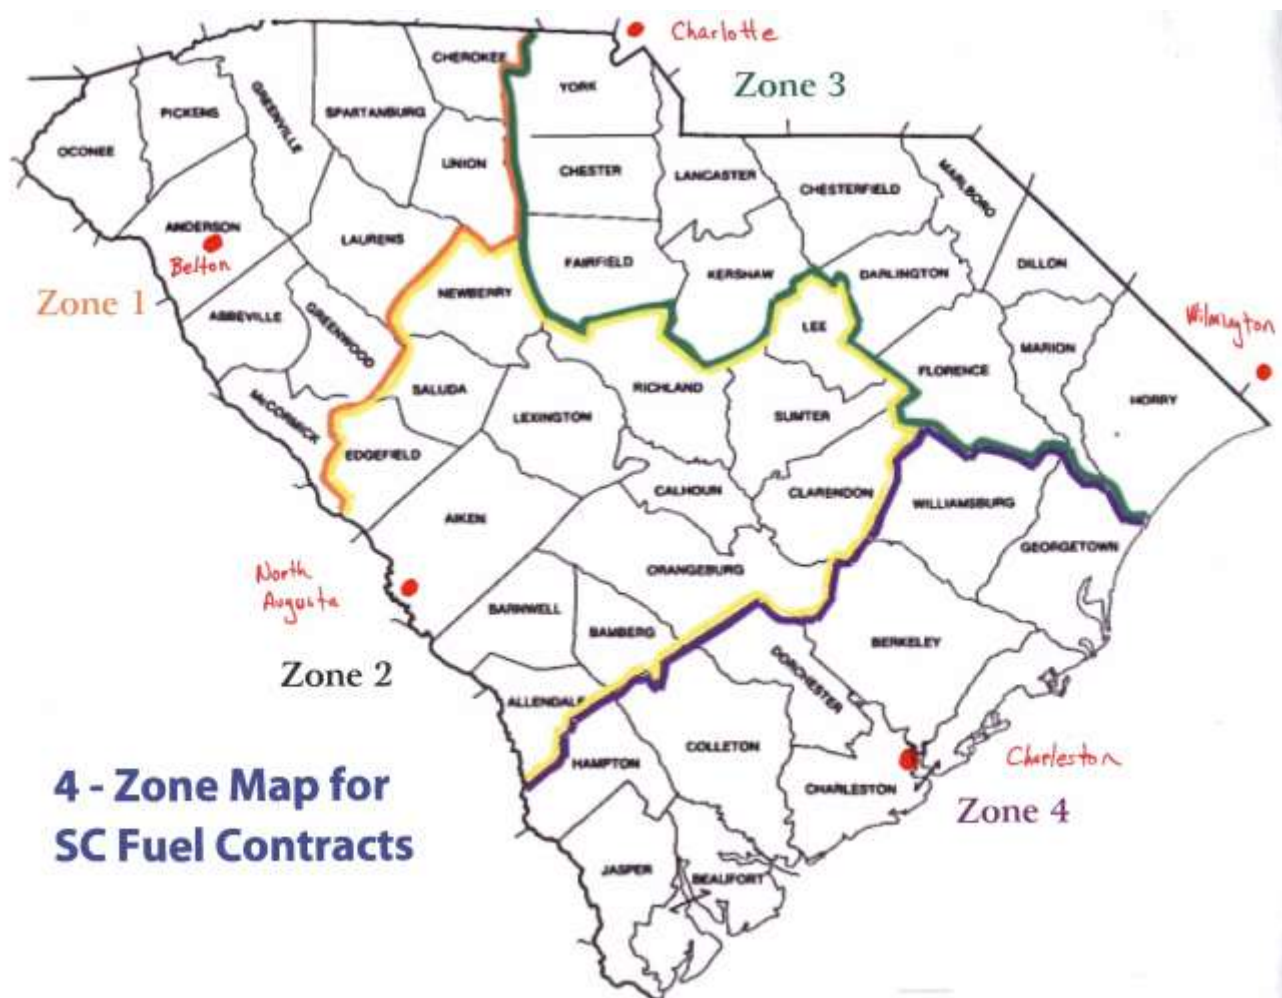 Charlotte
CHEROKEE
Zone 3
YORK
PICKENS
GREENVILLE
SPARTANBURG
OCONEE
UNION
CHESTER
LANCASTER
CHESTERFIELD
MARLBORO
ANDERSON
LAURENS
Belton
FAIRFIELD
KERSHAW
DARLINGTON
DILLON
Zone 1
NEWBERRY
ABBEVILLE
GREENWOOD
LEE
Wilmington
MARION
FLORENCE
SALUDA
RICHLAND
McCORMICK
LEXINGTON
SUMTER
HORRY
EDGEFIELD
CALHOUN
CLARENDON
AIKEN
WILLIAMSBURG
GEORGETOWN
ORANGEBURG
North
Augusta
BARNWELL
BAMBERG
BERKELEY
Zone 2
DORCHESTER
ALLENDALE
COLLETON
HAMPTON
Charleston
CHARLESTON
Zone 4
4 - Zone Map for
SC Fuel Contracts
JASPER
BEAUFORT